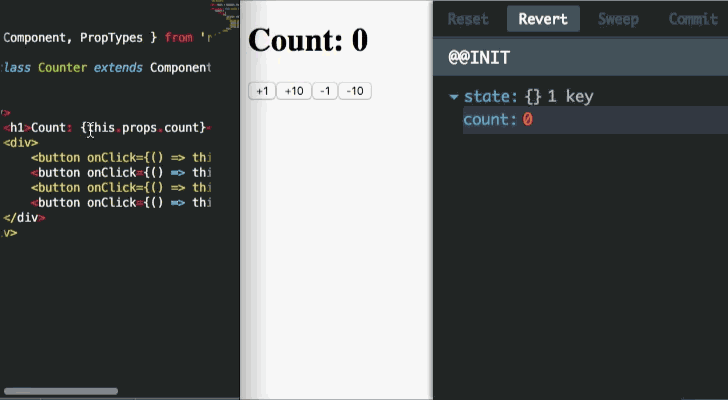 Component, PropTypes } from 'r
lass Counter extends Component
<h1>Count: {this.props.count}
<div>
<button onClick={() => thi
<button onClick={() => thi
<button onClick={() => thi
<button onClick={() => thi
</div>
v>
Count: 0
+1 +10 -1 -10
Reset Revert Sweep Commit
@@INIT
state: {} 1 key
count: 0